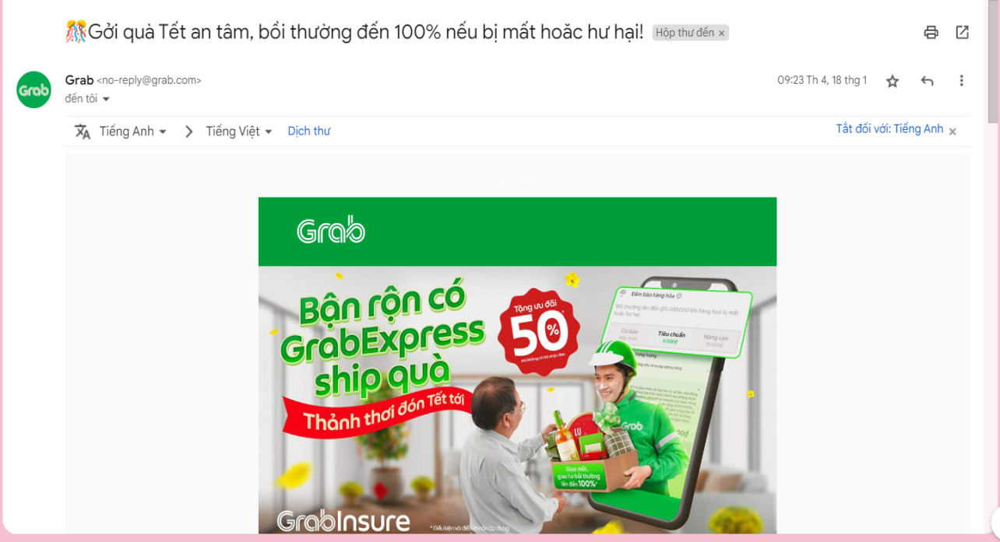 Gởi quà Tết an tâm, bồi thường đến 100% nếu bị mất hoặc hư hại! Hộp thư đến ×
Grab <no-reply@grab.com>
09:23 Th 4, 18 thg 1
đến tôi
Tiếng Anh > Tiếng Việt Dịch thư
Tắt đối với: Tiếng Anh ×
Grab
Grab
Bận rộn có
GrabExpress
ship quà
Thảnh thơi đón Tết tới
Tặng ưu đãi
50%
Đảm bảo hàng hóa
Bồi thường lên đến ₫15.000.000 khi hàng hoá bị mất
hoặc hư hại.
Cơ bản Tiêu chuẩn Nâng cao
Grab
LU
Giao mất,
giao hư bồi thường
lên đến 100%*
GrabInsure
*Điều kiện và điều khoản áp dụng